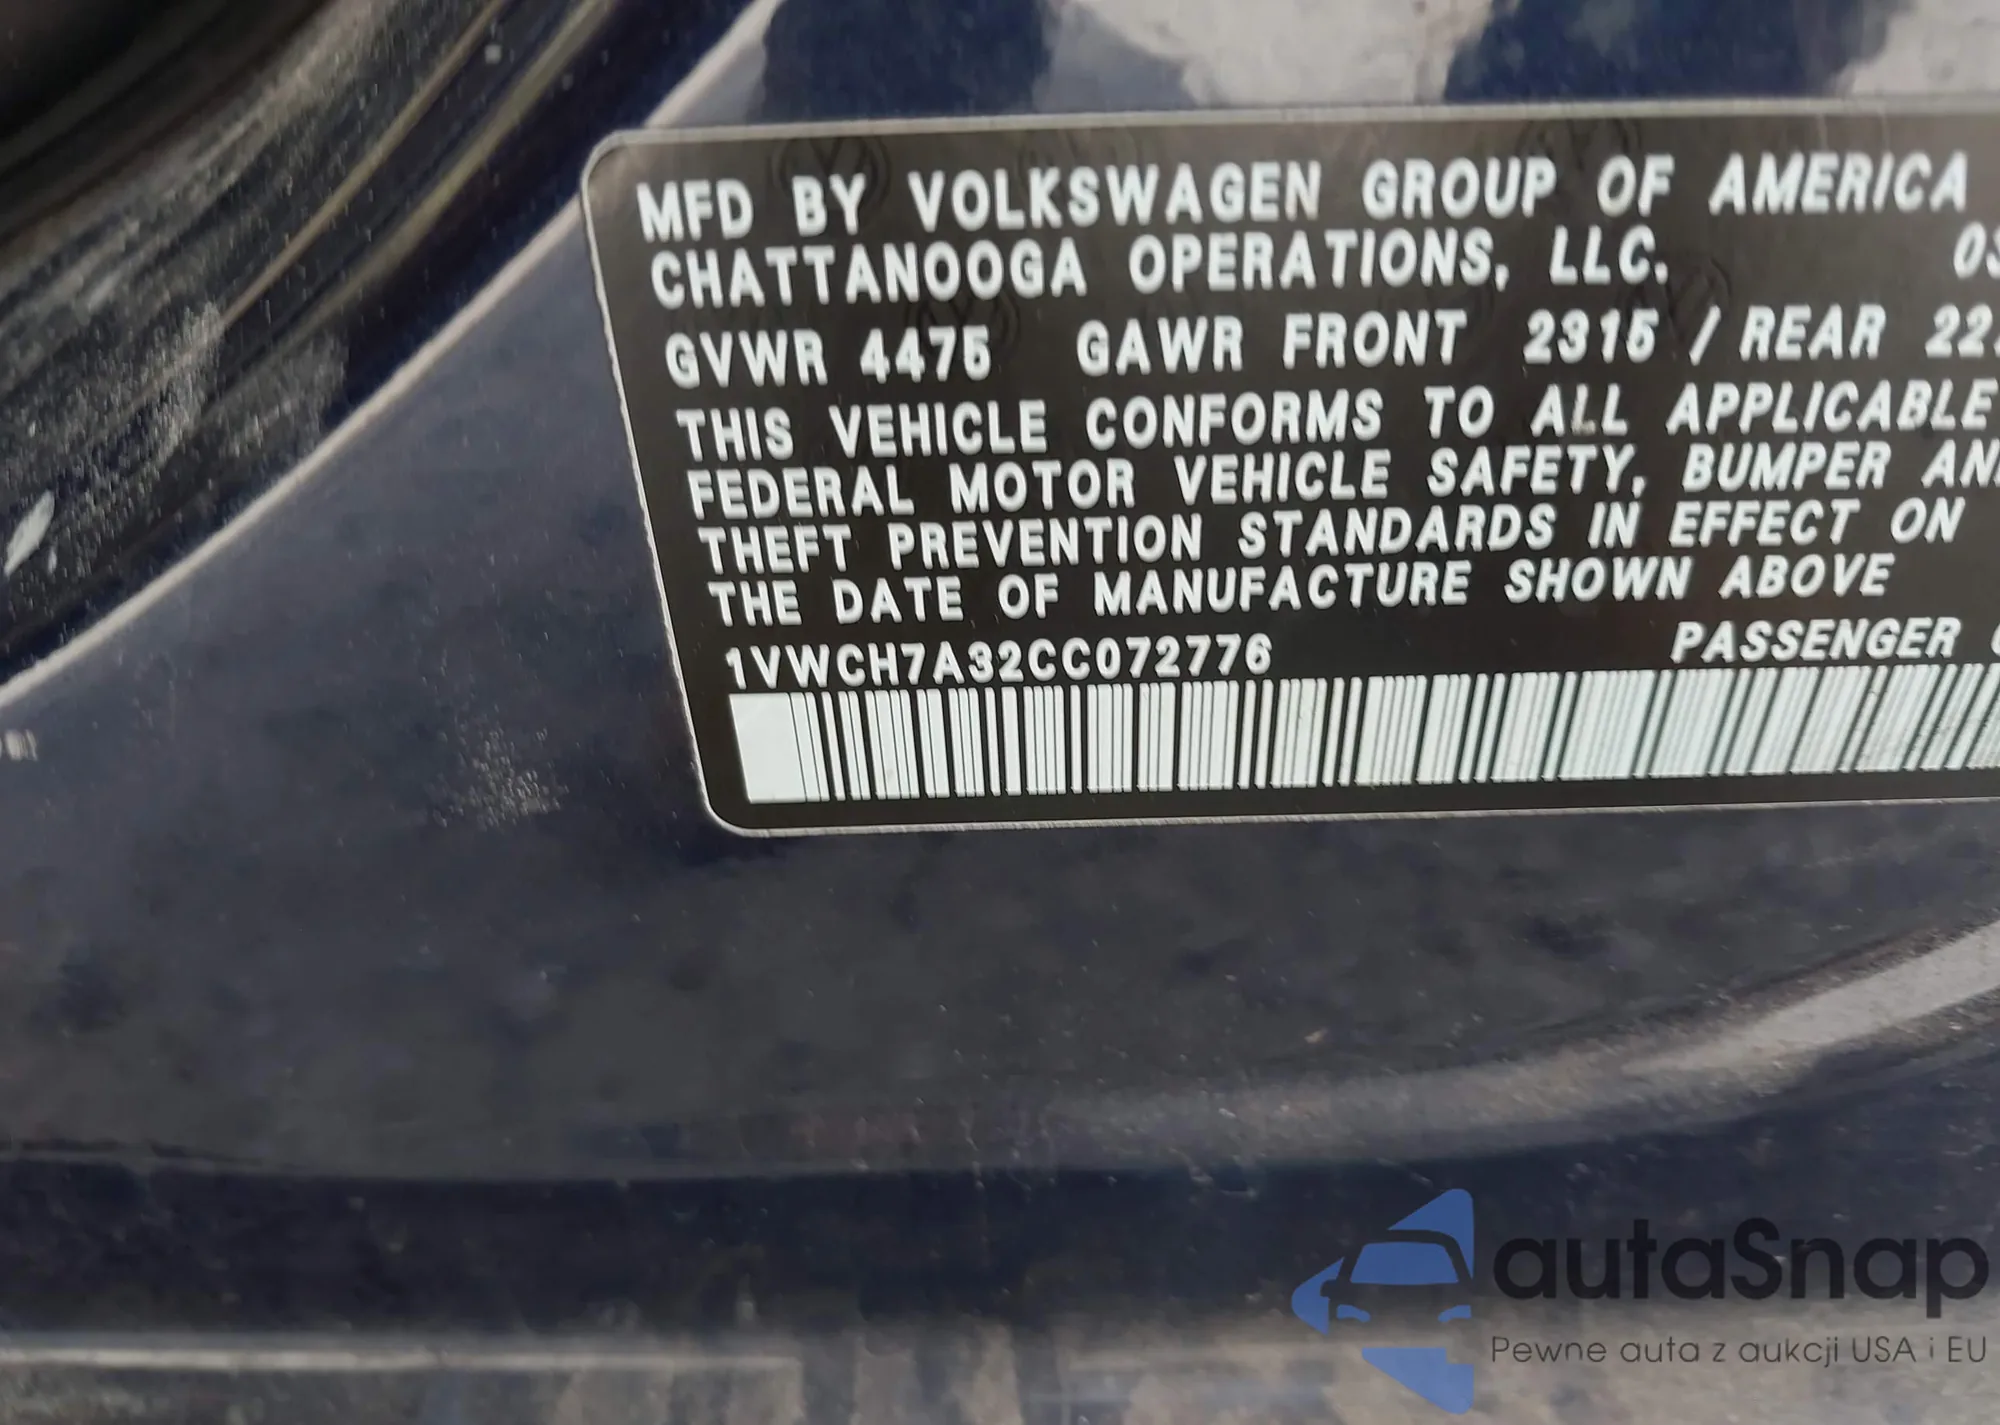 MFD BY VOLKSWAGEN GROUP OF AMERICA
CHATTANOOGA OPERATIONS, LLC.
GVWR 4475 GAWR FRONT 2315 / REAR
THIS VEHICLE CONFORMS TO ALL APPLICABLE
FEDERAL MOTOR VEHICLE SAFETY, BUMPER AN
THEFT PREVENTION STANDARDS IN EFFECT ON
THE DATE OF MANUFACTURE SHOWN ABOVE
1VWCH7A32CC072776 PASSENGER
autaSnap
Pewne auta z aukcji USA i EU